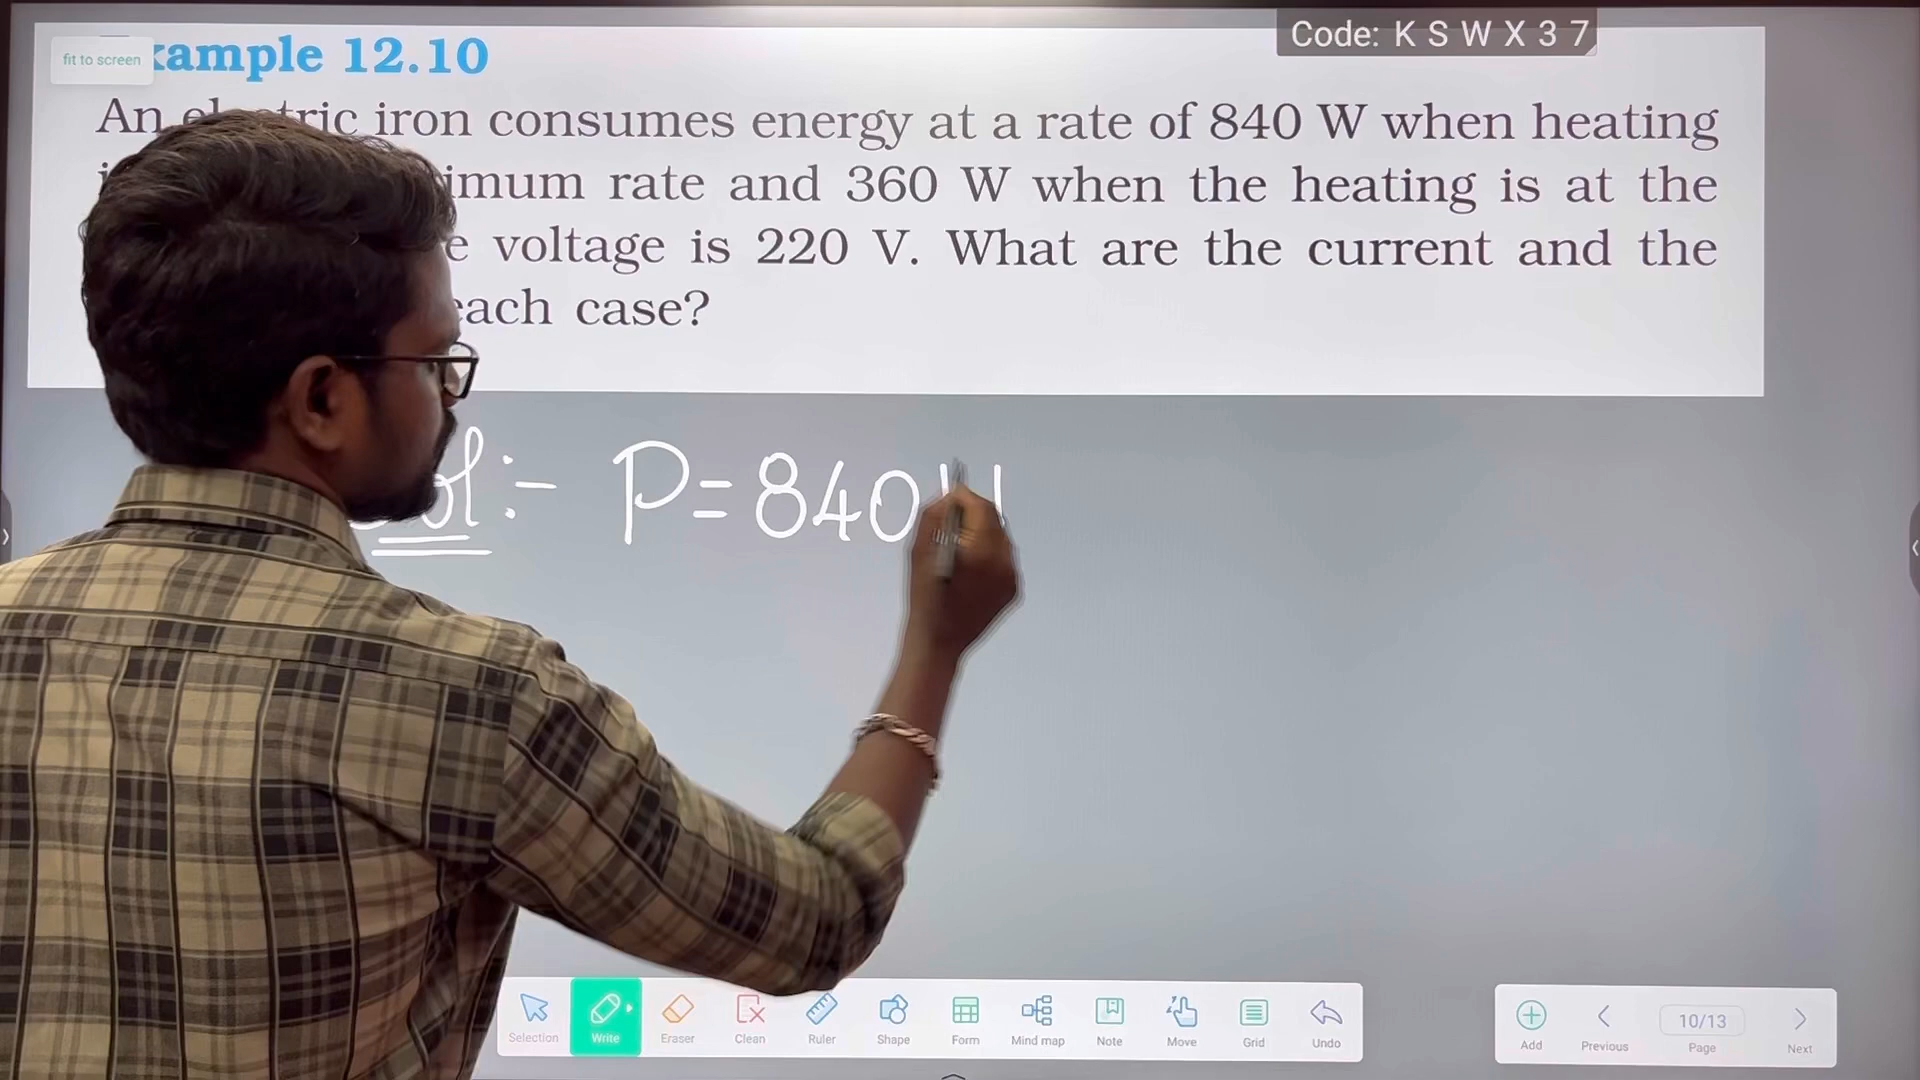 Code: K S W X 3 7
fit to screen
xample 12.10
An electric iron consumes energy at a rate of 840 W when heating
imum rate and 360 W when the heating is at the
e voltage is 220 V. What are the current and the
each case?
Sol:- P=840
Selection
Write
Eraser
Clean
Ruler
Shape
Form
Mind map
Note
Move
Grid
Undo
Add
Previous
10/13
Page
Next